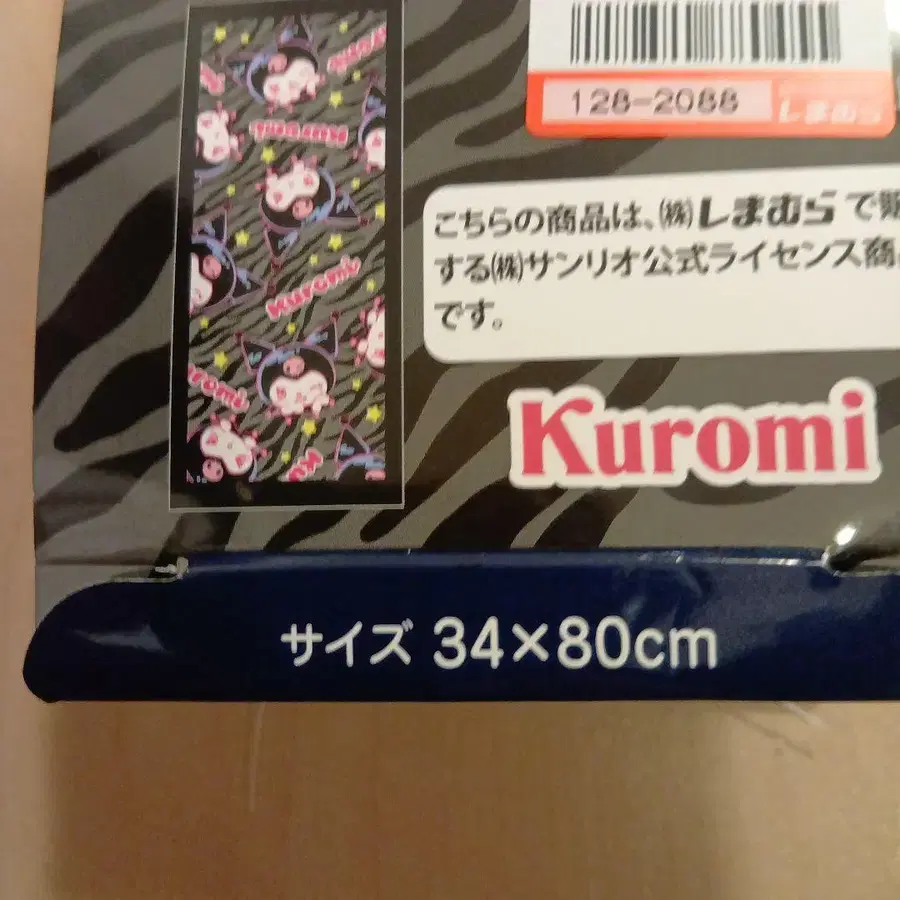 128-2088
しまむら
こちらの商品は、㈱しまむらで販
する㈱サンリオ公式ライセンス商
です。
Kuromi
Kuromi
サイズ 34×80cm